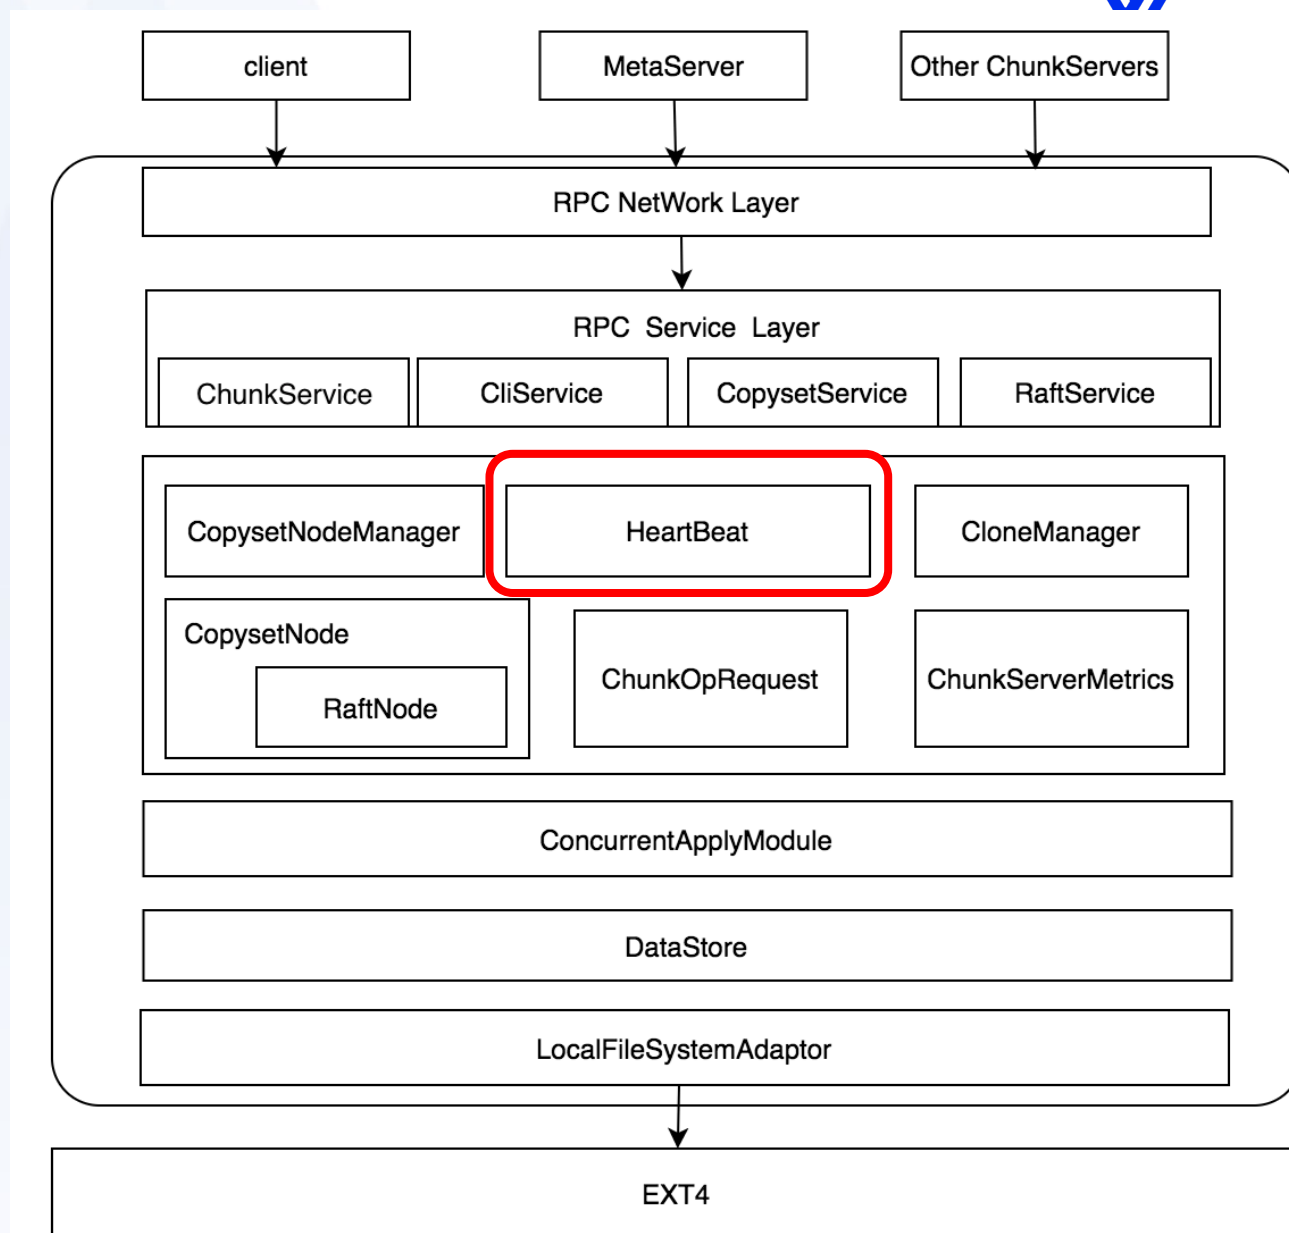 client
MetaServer
Other ChunkServers
RPC NetWork Layer
RPC Service Layer
ChunkService
CliService
CopysetService
RaftService
CopysetNodeManager
HeartBeat
CloneManager
CopysetNode
RaftNode
ChunkOpRequest
ChunkServerMetrics
ConcurrentApplyModule
DataStore
LocalFileSystemAdaptor
EXT4